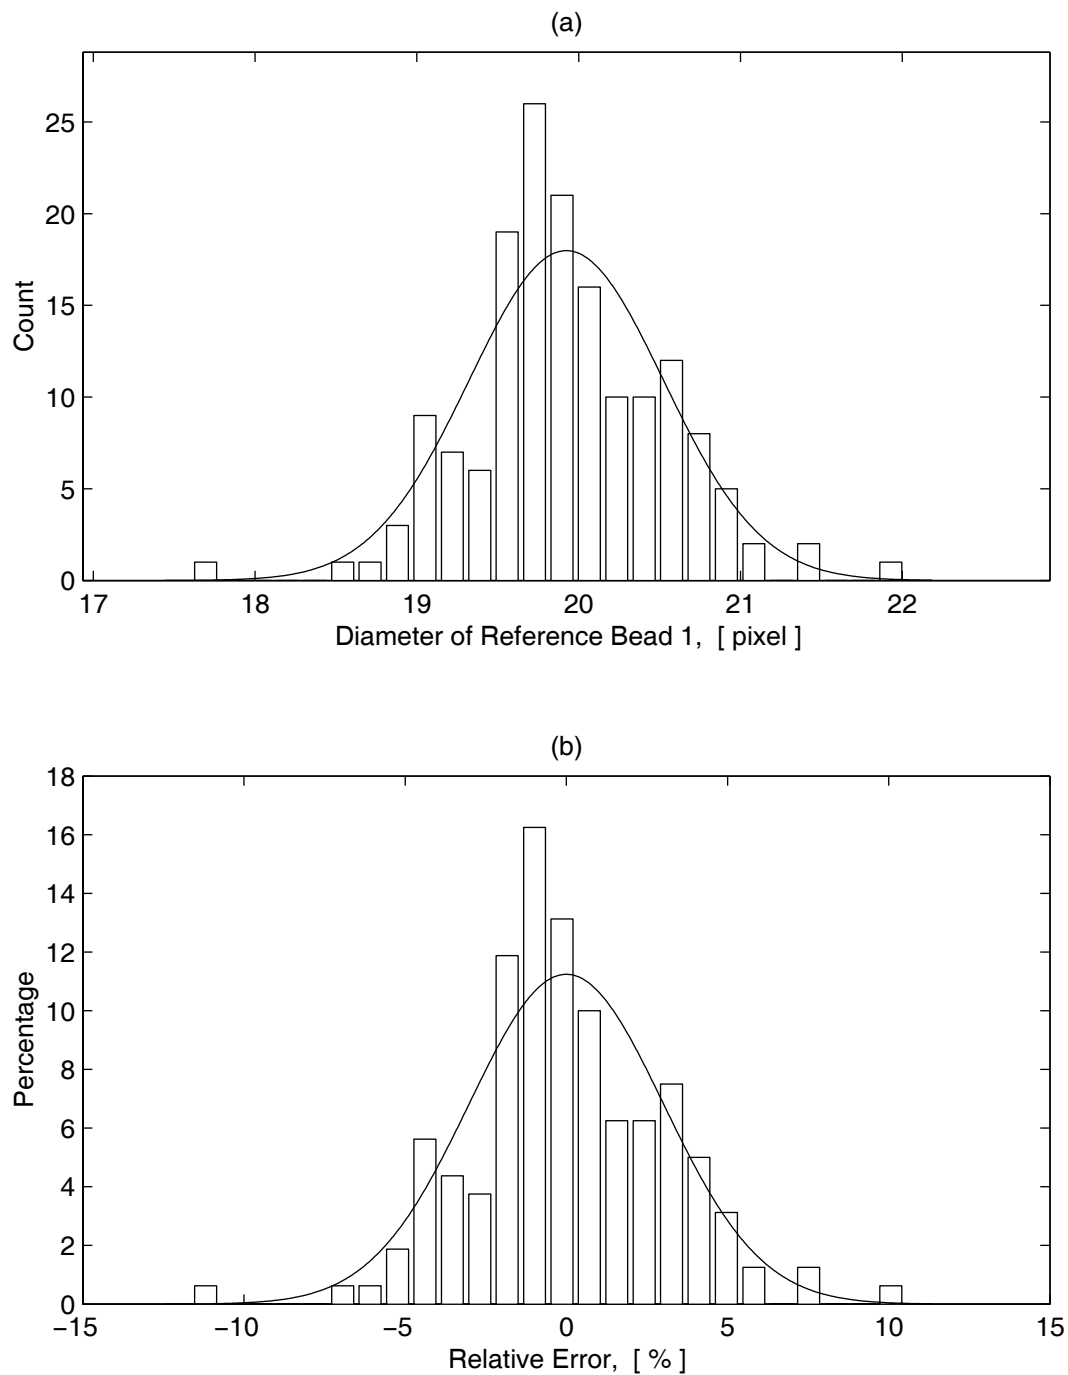 (a)
25
20
15
10
5
0
Count
17 18 19 20 21 22
Diameter of Reference Bead 1, [ pixel ]
(b)
18
16
14
12
10
8
6
4
2
0
Percentage
−15 −10 −5 0 5 10 15
Relative Error, [ % ]